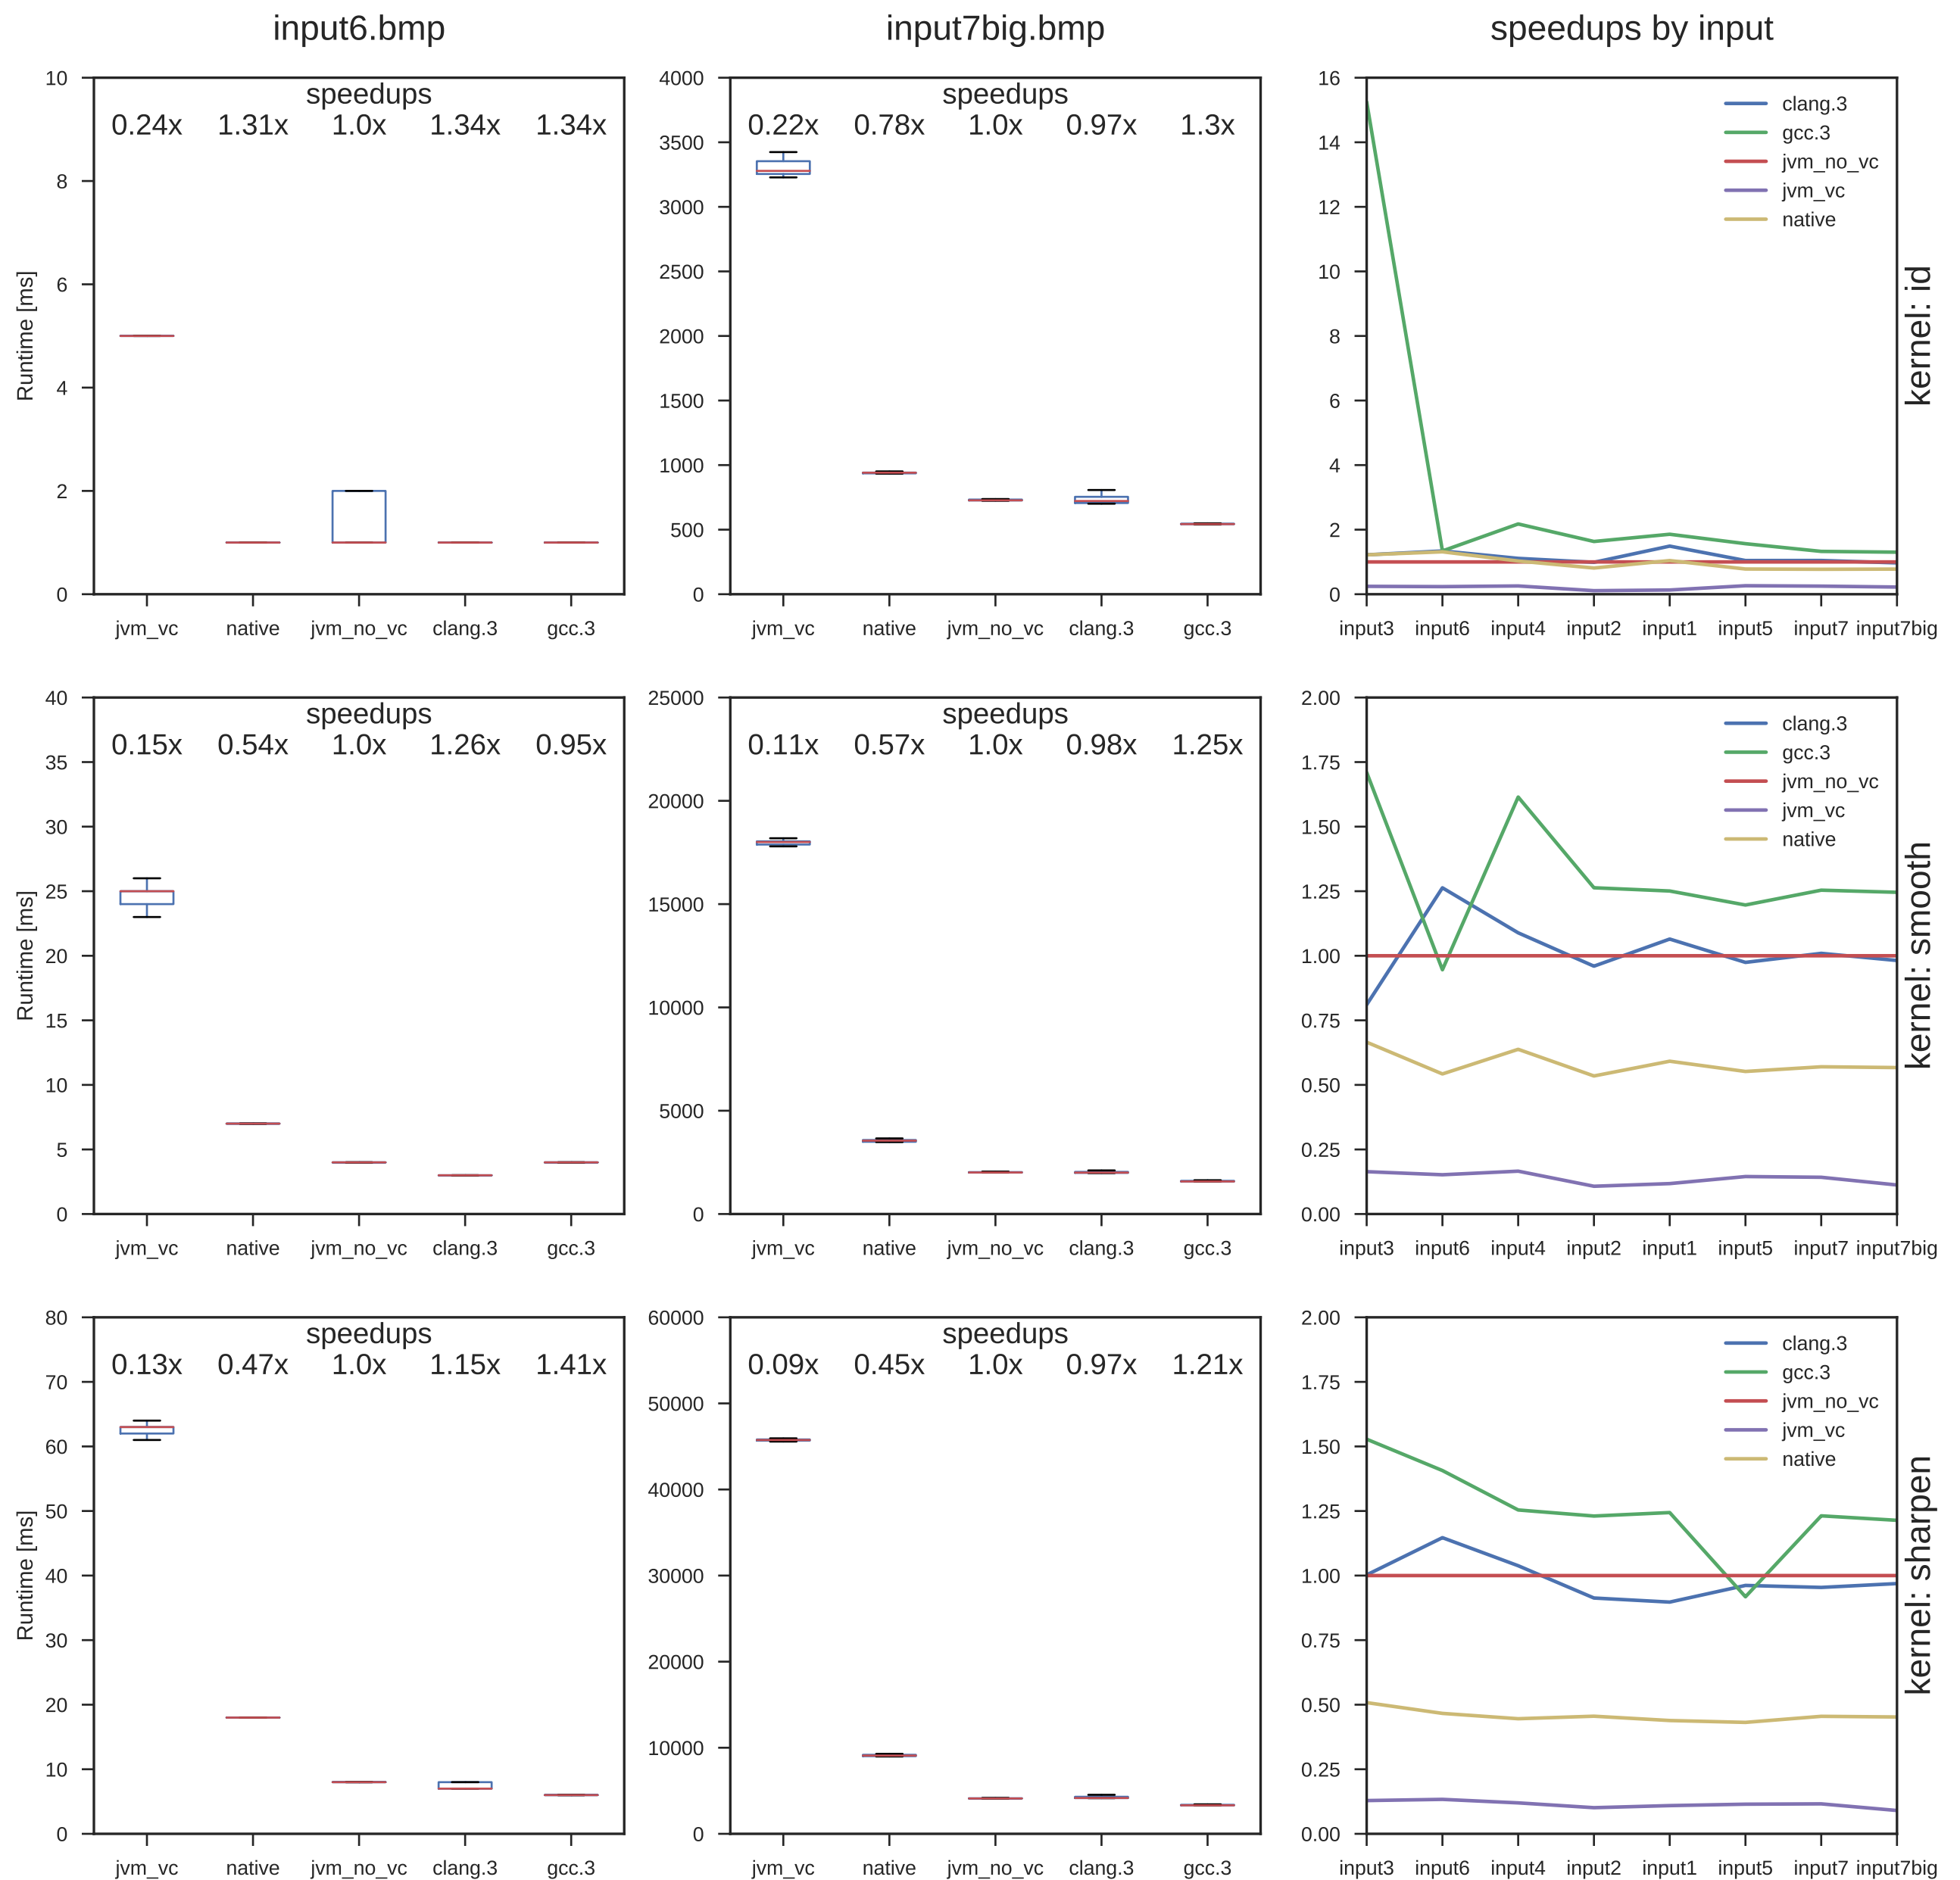 input6.bmp
input7big.bmp
speedups by input
10
8
6
4
2
0
Runtime [ms]
speedups
0.24x 1.31x 1.0x 1.34x 1.34x
jvm_vc native jvm_no_vc clang.3 gcc.3
4000
3500
3000
2500
2000
1500
1000
500
0
speedups
0.22x 0.78x 1.0x 0.97x 1.3x
jvm_vc native jvm_no_vc clang.3 gcc.3
16
14
12
10
8
6
4
2
0
clang.3
gcc.3
jvm_no_vc
jvm_vc
native
input3 input6 input4 input2 input1 input5 input7 input7big
kernel: id
40
35
30
25
20
15
10
5
0
Runtime [ms]
speedups
0.15x 0.54x 1.0x 1.26x 0.95x
jvm_vc native jvm_no_vc clang.3 gcc.3
25000
20000
15000
10000
5000
0
speedups
0.11x 0.57x 1.0x 0.98x 1.25x
jvm_vc native jvm_no_vc clang.3 gcc.3
2.00
1.75
1.50
1.25
1.00
0.75
0.50
0.25
0.00
clang.3
gcc.3
jvm_no_vc
jvm_vc
native
input3 input6 input4 input2 input1 input5 input7 input7big
kernel: smooth
80
70
60
50
40
30
20
10
0
Runtime [ms]
speedups
0.13x 0.47x 1.0x 1.15x 1.41x
jvm_vc native jvm_no_vc clang.3 gcc.3
60000
50000
40000
30000
20000
10000
0
speedups
0.09x 0.45x 1.0x 0.97x 1.21x
jvm_vc native jvm_no_vc clang.3 gcc.3
2.00
1.75
1.50
1.25
1.00
0.75
0.50
0.25
0.00
clang.3
gcc.3
jvm_no_vc
jvm_vc
native
input3 input6 input4 input2 input1 input5 input7 input7big
kernel: sharpen